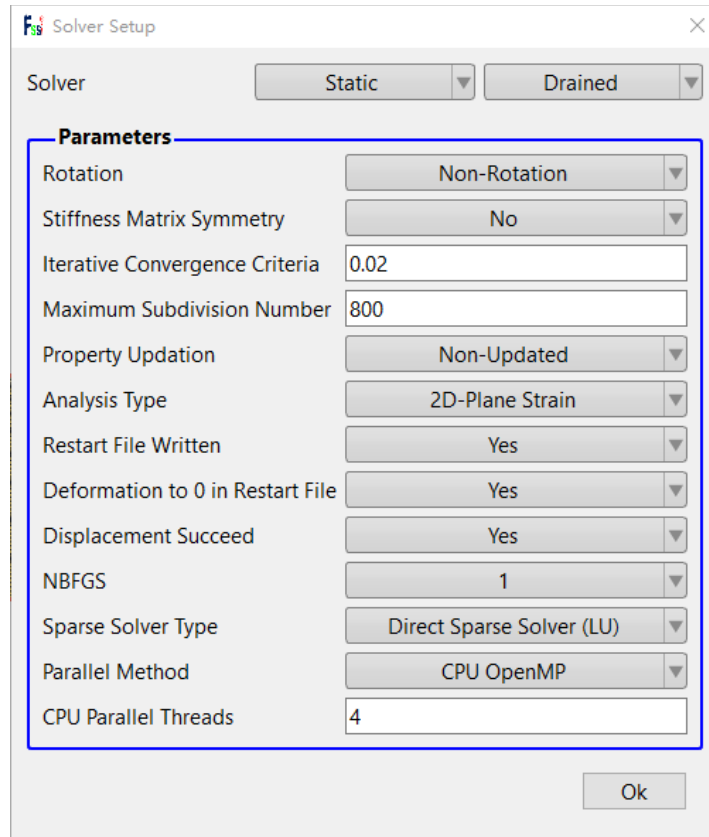 Fssi Solver Setup
Solver Static Drained
Parameters
Rotation Non-Rotation
Stiffness Matrix Symmetry No
Iterative Convergence Criteria 0.02
Maximum Subdivision Number 800
Property Updation Non-Updated
Analysis Type 2D-Plane Strain
Restart File Written Yes
Deformation to 0 in Restart File Yes
Displacement Succeed Yes
NBFGS 1
Sparse Solver Type Direct Sparse Solver (LU)
Parallel Method CPU OpenMP
CPU Parallel Threads 4
Ok